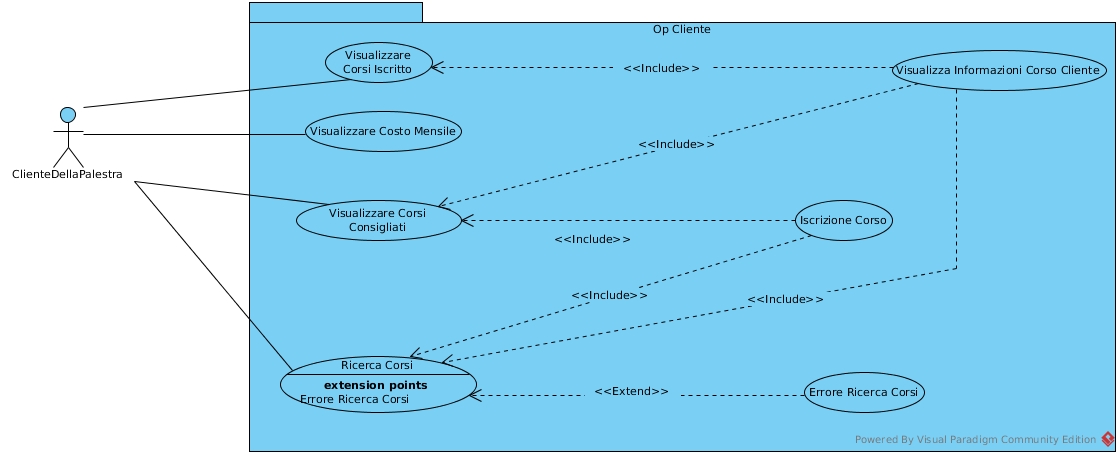 Op Cliente
Visualizzare
Corsi Iscritto
<<Include>>
Visualizza Informazioni Corso Cliente
Visualizzare Costo Mensile
<<Include>>
ClienteDellaPalestra
Visualizzare Corsi
Consigliati
Iscrizione Corso
<<Include>>
<<Include>>
<<Include>>
Ricerca Corsi
extension points
Errore Ricerca Corsi
<<Extend>>
Errore Ricerca Corsi
Powered By Visual Paradigm Community Edition